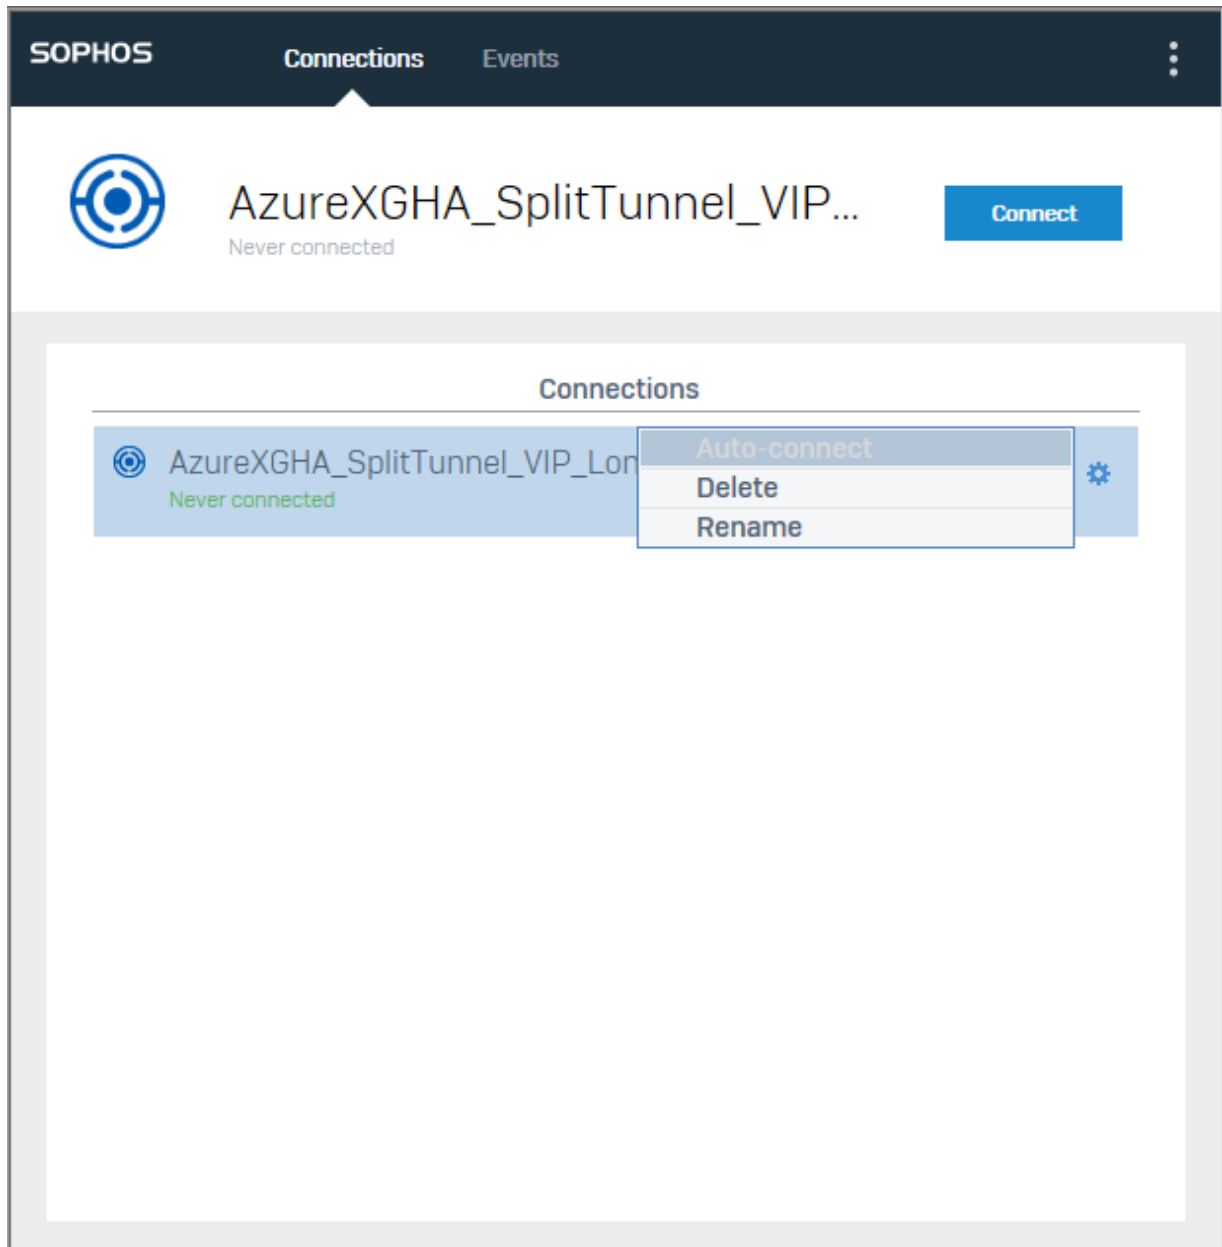 SOPHOS
Connections
Events
AzureXGHA_SplitTunnel_VIP...
Connect
Never connected
Connections
AzureXGHA_SplitTunnel_VIP_Lon
Never connected
Auto-connect
Delete
Rename